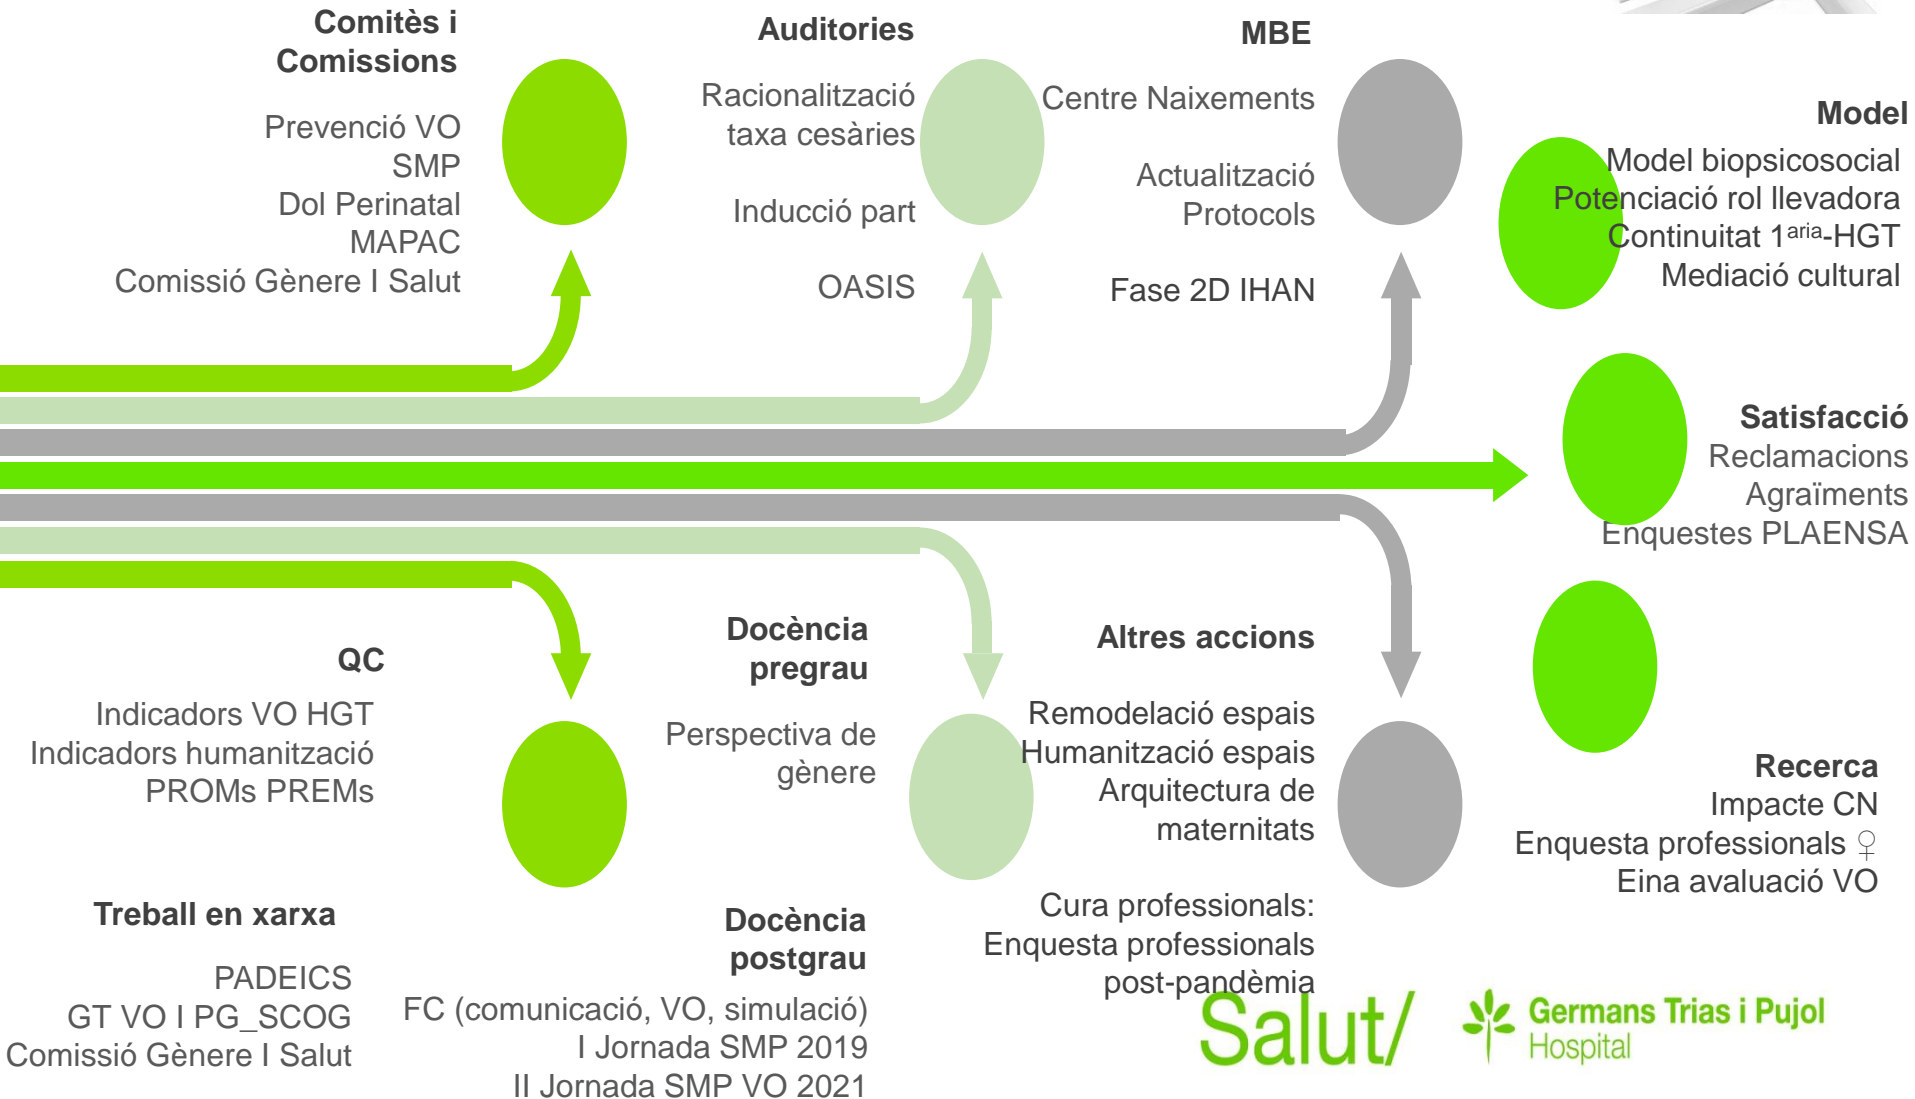 Comitès i
Comissions
Prevenció VO
SMP
Dol Perinatal
MAPAC
Comissió Gènere I Salut
Auditories
Racionalització
taxa cesàries
Inducció part
OASIS
MBE
Centre Naixements
Actualització
Protocols
Fase 2D IHAN
Model
Model biopsicosocial
Potenciació rol llevadora
Continuitat 1aria-HGT
Mediació cultural
Satisfacció
Reclamacions
Agraïments
Enquestes PLAENSA
QC
Indicadors VO HGT
Indicadors humanització
PROMs PREMs
Treball en xarxa
PADEICS
GT VO I PG_SCOG
Comissió Gènere I Salut
Docència
pregrau
Perspectiva de
gènere
Docència
postgrau
FC (comunicació, VO, simulació)
I Jornada SMP 2019
II Jornada SMP VO 2021
Altres accions
Remodelació espais
Humanització espais
Arquitectura de
maternitats
Cura professionals:
Enquesta professionals
post-pandèmia
Recerca
Impacte CN
Enquesta professionals ♀
Eina avaluació VO
Salut/
Germans Trias i Pujol
Hospital